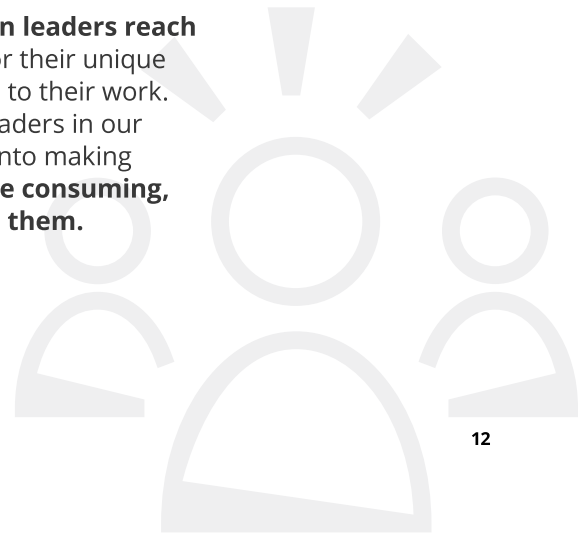 n leaders reach
r their unique
to their work.
aders in our
nto making
e consuming,
them.
12